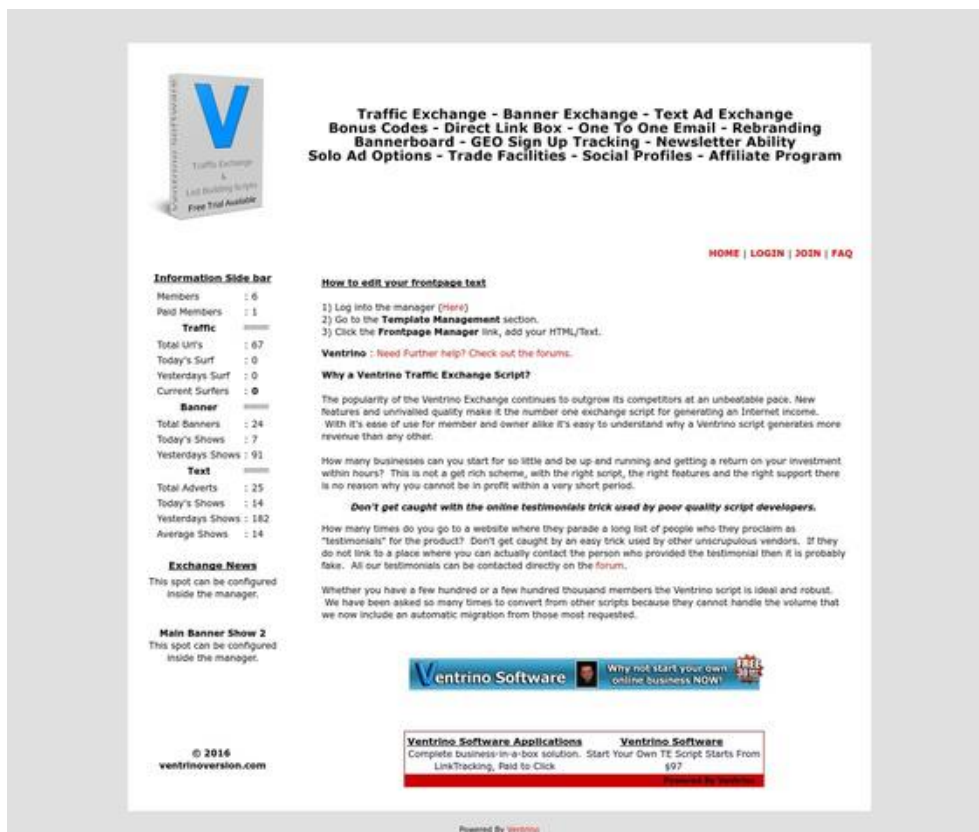 Ventrino Software
V
Traffic Exchange
&
List Building Scripts
Free Trial Available
Traffic Exchange - Banner Exchange - Text Ad Exchange
Bonus Codes - Direct Link Box - One To One Email - Rebranding
Bannerboard - GEO Sign Up Tracking - Newsletter Ability
Solo Ad Options - Trade Facilities - Social Profiles - Affiliate Program
HOME | LOGIN | JOIN | FAQ
Information Side bar
Members : 6
Paid Members : 1
Traffic
Total Url's : 67
Today's Surf : 0
Yesterdays Surf : 0
Current Surfers : 0
Banner
Total Banners : 24
Today's Shows : 7
Yesterdays Shows : 91
Text
Total Adverts : 25
Today's Shows : 14
Yesterdays Shows : 182
Average Shows : 14
Exchange News
This spot can be configured
inside the manager.
Main Banner Show 2
This spot can be configured
inside the manager.
© 2016
ventrinoversion.com
How to edit your frontpage text
1) Log into the manager (Here)
2) Go to the Template Management section.
3) Click the Frontpage Manager link, add your HTML/Text.
Ventrino : Need Further help? Check out the forums.
Why a Ventrino Traffic Exchange Script?
The popularity of the Ventrino Exchange continues to outgrow its competitors at an unbeatable pace. New
features and unrivalled quality make it the number one exchange script for generating an Internet income.
With it's ease of use for member and owner alike it's easy to understand why a Ventrino script generates more
revenue than any other.
How many businesses can you start for so little and be up and running and getting a return on your investment
within hours? This is not a get rich scheme, with the right script, the right features and the right support there
is no reason why you cannot be in profit within a very short period.
Don't get caught with the online testimonials trick used by poor quality script developers.
How many times do you go to a website where they parade a long list of people who they proclaim as
"testimonials" for the product? Don't get caught by an easy trick used by other unscrupulous vendors. If they
do not link to a place where you can actually contact the person who provided the testimonial then it is probably
fake. All our testimonials can be contacted directly on the forum.
Whether you have a few hundred or a few hundred thousand members the Ventrino script is ideal and robust.
We have been asked so many times to convert from other scripts because they cannot handle the volume that
we now include an automatic migration from those most requested.
Ventrino Software
Why not start your own
online business NOW!
FREE
Ventrino Software Applications
Complete business-in-a-box solution.
LinkTracking, Paid to Click
Ventrino Software
Start Your Own TE Script Starts From
$97
Powered By Ventrino
Powered By Ventrino